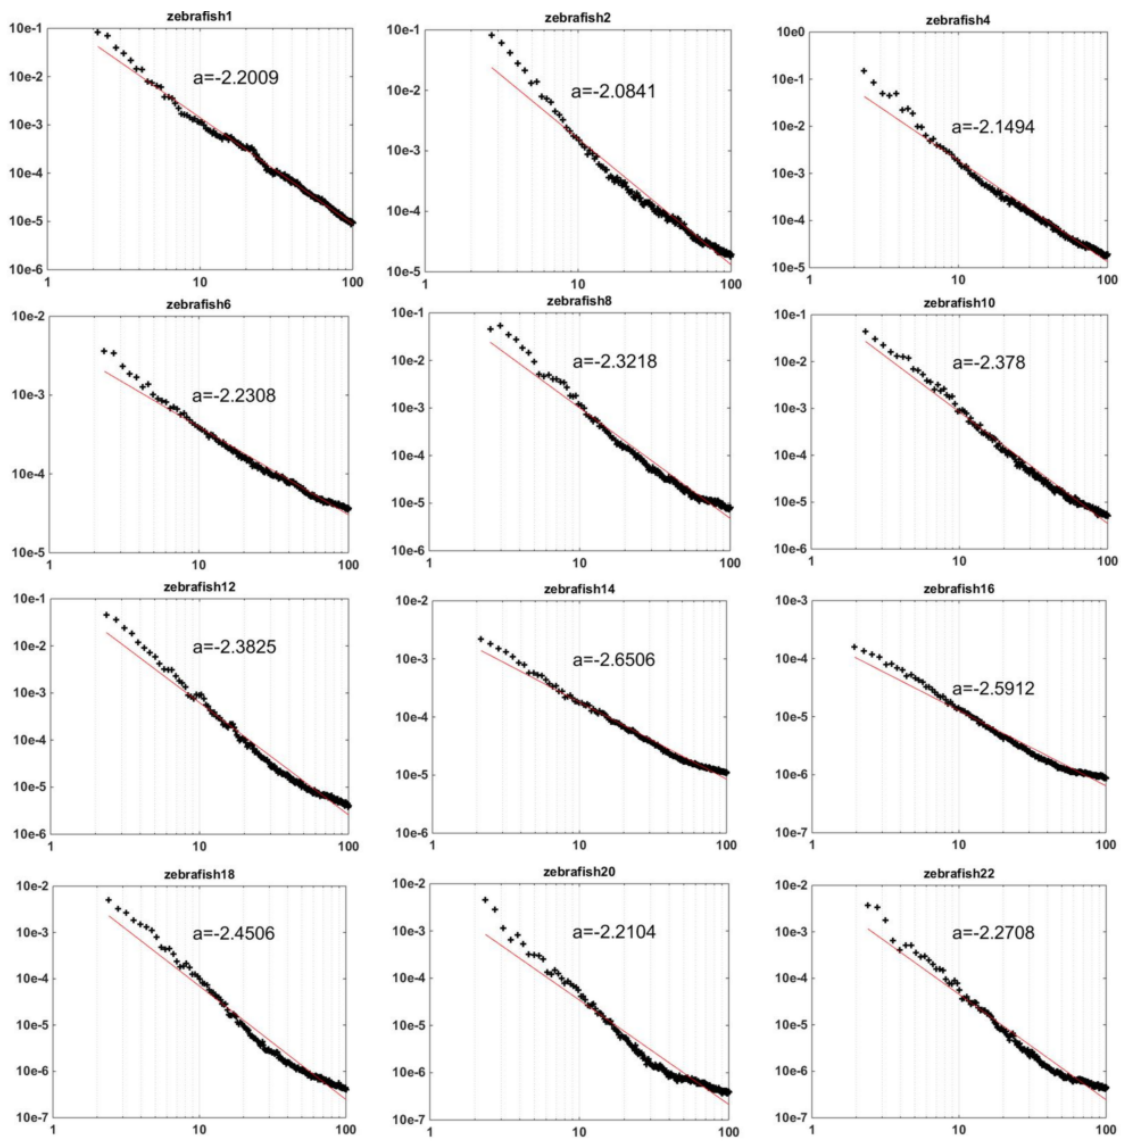 zebrafish1
10e-1
10e-2
10e-3
10e-4
10e-5
10e-6
a=-2.2009
1
10
100
zebrafish2
10e-1
10e-2
10e-3
10e-4
10e-5
a=-2.0841
1
10
100
zebrafish4
10e0
10e-1
10e-2
10e-3
10e-4
10e-5
a=-2.1494
1
10
100
zebrafish6
10e-2
10e-3
10e-4
10e-5
a=-2.2308
1
10
100
zebrafish8
10e-1
10e-2
10e-3
10e-4
10e-5
10e-6
a=-2.3218
1
10
100
zebrafish10
10e-1
10e-2
10e-3
10e-4
10e-5
10e-6
a=-2.378
1
10
100
zebrafish12
10e-1
10e-2
10e-3
10e-4
10e-5
10e-6
a=-2.3825
1
10
100
zebrafish14
10e-2
10e-3
10e-4
10e-5
10e-6
a=-2.6506
1
10
100
zebrafish16
10e-3
10e-4
10e-5
10e-6
10e-7
a=-2.5912
1
10
100
zebrafish18
10e-2
10e-3
10e-4
10e-5
10e-6
10e-7
a=-2.4506
1
10
100
zebrafish20
10e-2
10e-3
10e-4
10e-5
10e-6
10e-7
a=-2.2104
1
10
100
zebrafish22
10e-2
10e-3
10e-4
10e-5
10e-6
10e-7
a=-2.2708
1
10
100